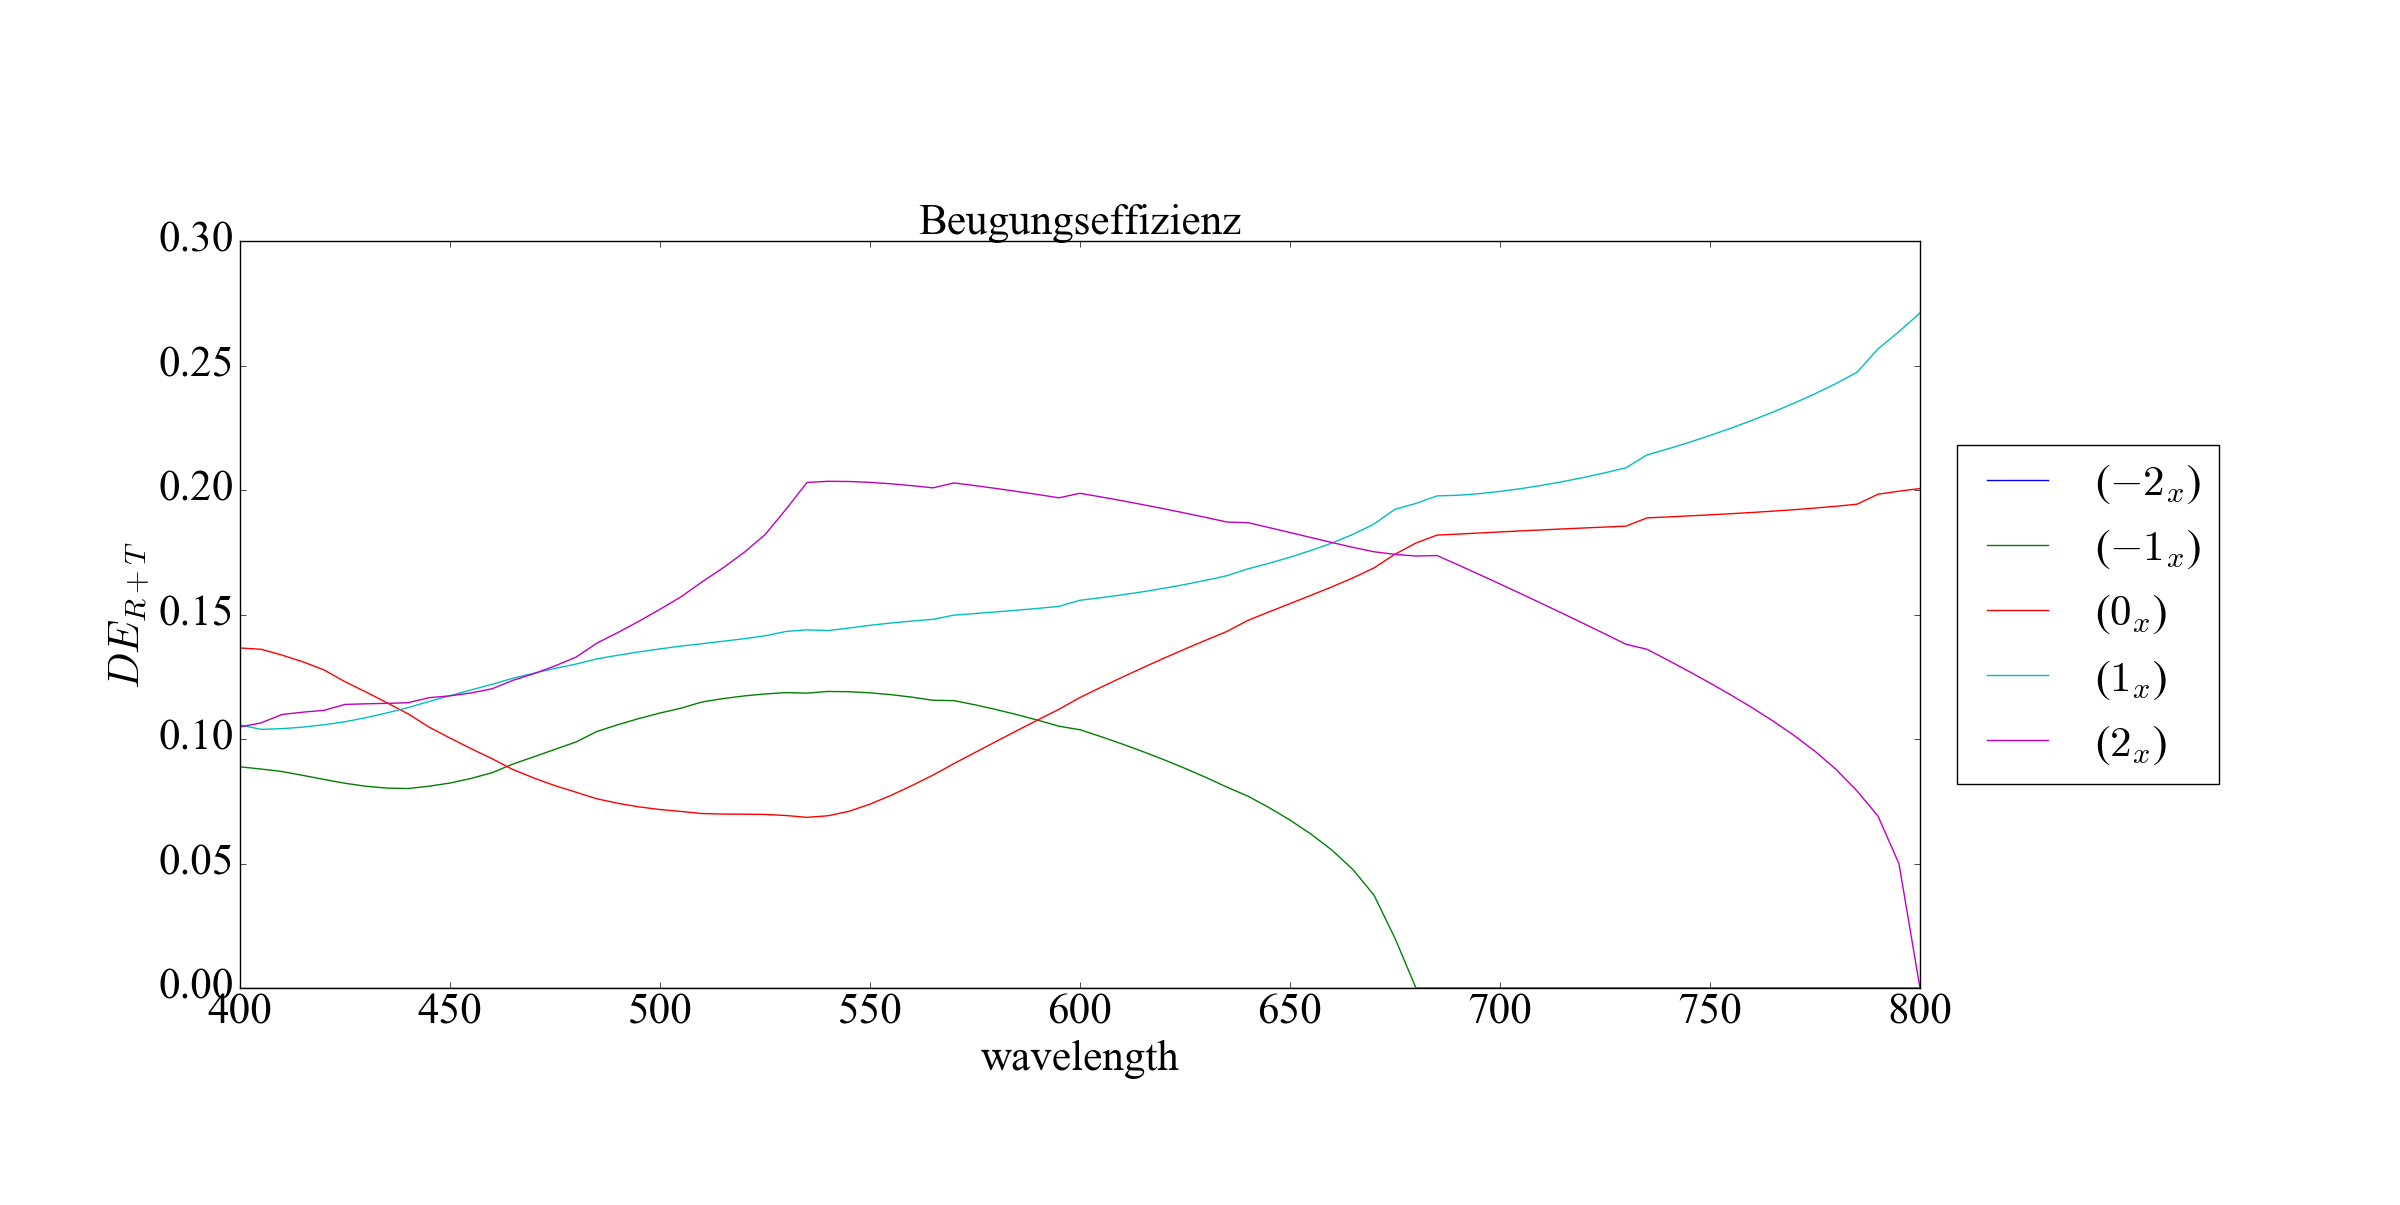 Beugungseffizienz
0.30
0.25
0.20
0.15
0.10
0.05
0.00
DE_{R+T}
400 450 500 550 600 650 700 750 800
wavelength
(−2_x)
(−1_x)
(0_x)
(1_x)
(2_x)